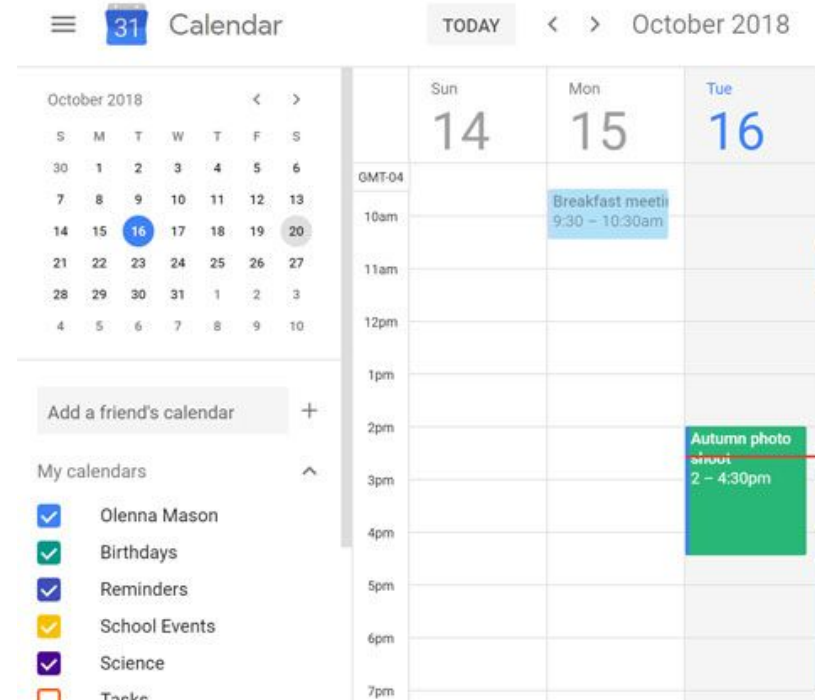 31 Calendar
TODAY < > October 2018
October 2018 < >
S M T W T F S
30 1 2 3 4 5 6
7 8 9 10 11 12 13
14 15 16 17 18 19 20
21 22 23 24 25 26 27
28 29 30 31 1 2 3
4 5 6 7 8 9 10
Add a friend's calendar +
My calendars
Olenna Mason
Birthdays
Reminders
School Events
Science
Tasks
Sun Mon Tue
14 15 16
GMT-04
10am
11am
12pm
1pm
2pm
3pm
4pm
5pm
6pm
7pm
Breakfast meeti
9:30 – 10:30am
Autumn photo
shoot
2 – 4:30pm